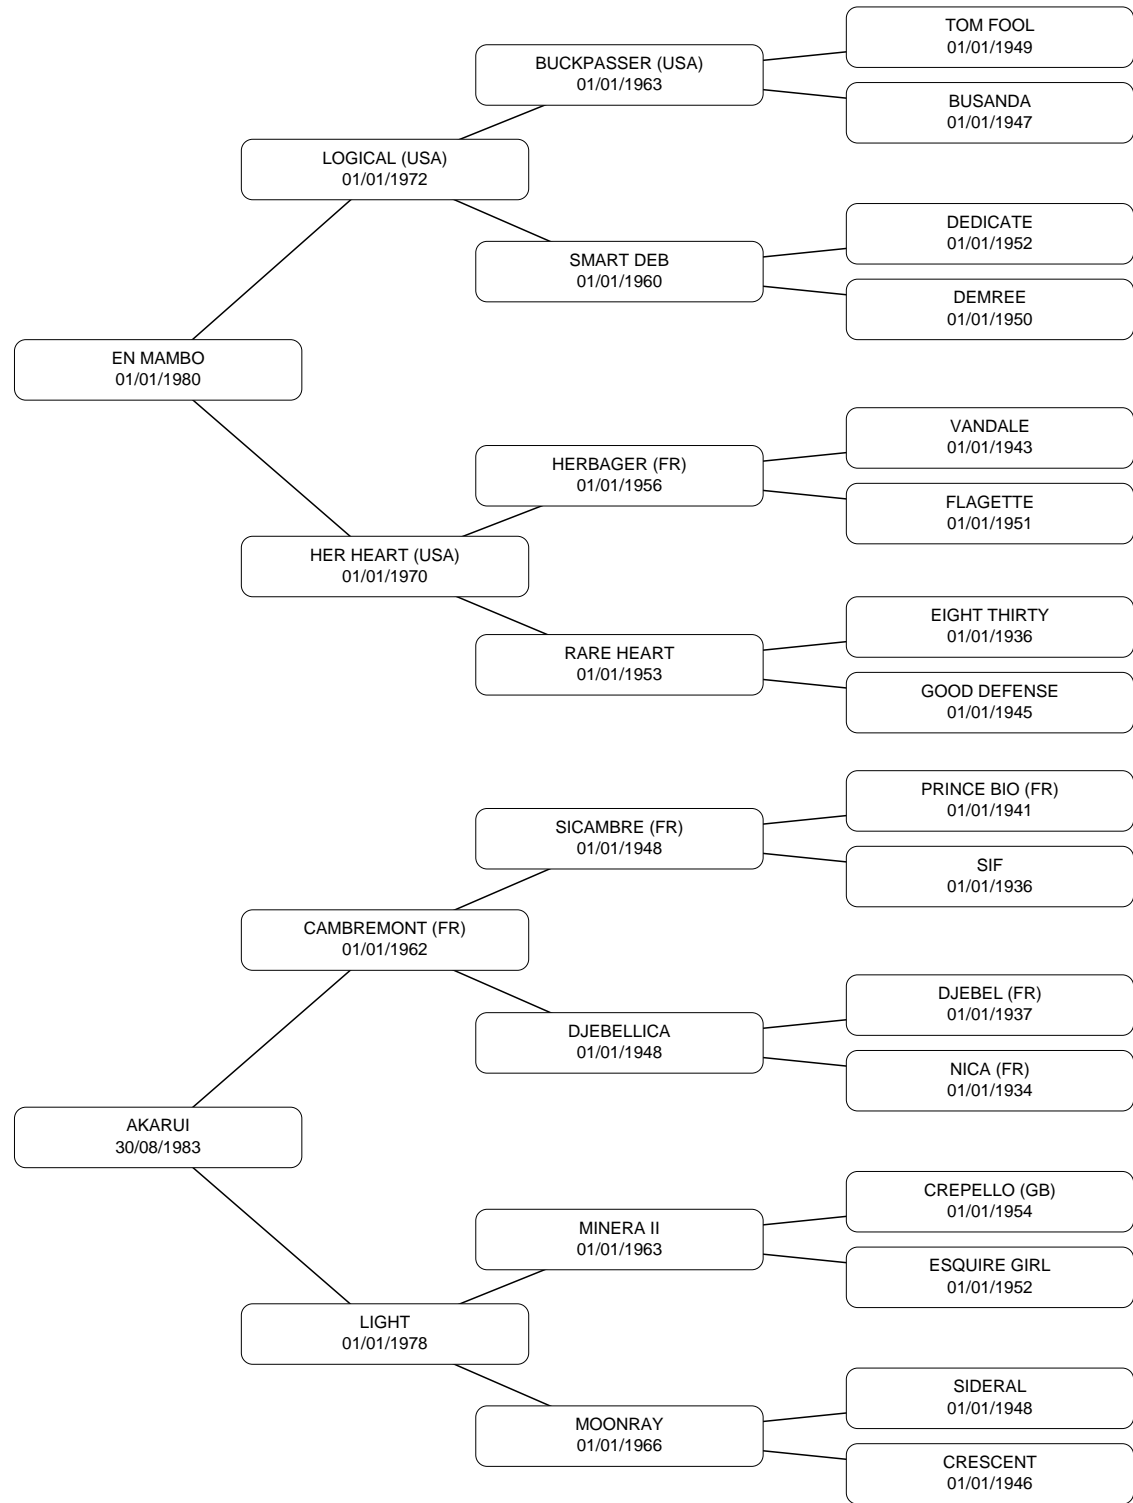 TOM FOOL
01/01/1949
BUCKPASSER (USA)
01/01/1963
BUSANDA
01/01/1947
LOGICAL (USA)
01/01/1972
DEDICATE
01/01/1952
SMART DEB
01/01/1960
DEMREE
01/01/1950
EN MAMBO
01/01/1980
VANDALE
01/01/1943
HERBAGER (FR)
01/01/1956
FLAGETTE
01/01/1951
HER HEART (USA)
01/01/1970
EIGHT THIRTY
01/01/1936
RARE HEART
01/01/1953
GOOD DEFENSE
01/01/1945
PRINCE BIO (FR)
01/01/1941
SICAMBRE (FR)
01/01/1948
SIF
01/01/1936
CAMBREMONT (FR)
01/01/1962
DJEBEL (FR)
01/01/1937
DJEBELLICA
01/01/1948
NICA (FR)
01/01/1934
AKARUI
30/08/1983
CREPELLO (GB)
01/01/1954
MINERA II
01/01/1963
ESQUIRE GIRL
01/01/1952
LIGHT
01/01/1978
SIDERAL
01/01/1948
MOONRAY
01/01/1966
CRESCENT
01/01/1946